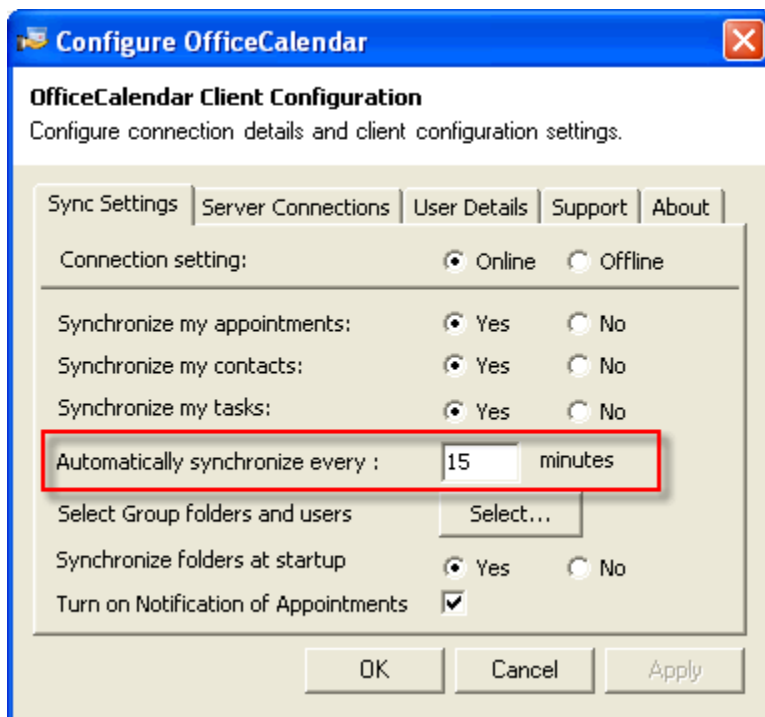 Configure OfficeCalendar
OfficeCalendar Client Configuration
Configure connection details and client configuration settings.
Sync Settings Server Connections User Details Support About
Connection setting: Online Offline
Synchronize my appointments: Yes No
Synchronize my contacts: Yes No
Synchronize my tasks: Yes No
Automatically synchronize every : 15 minutes
Select Group folders and users Select...
Synchronize folders at startup Yes No
Turn on Notification of Appointments
OK Cancel Apply